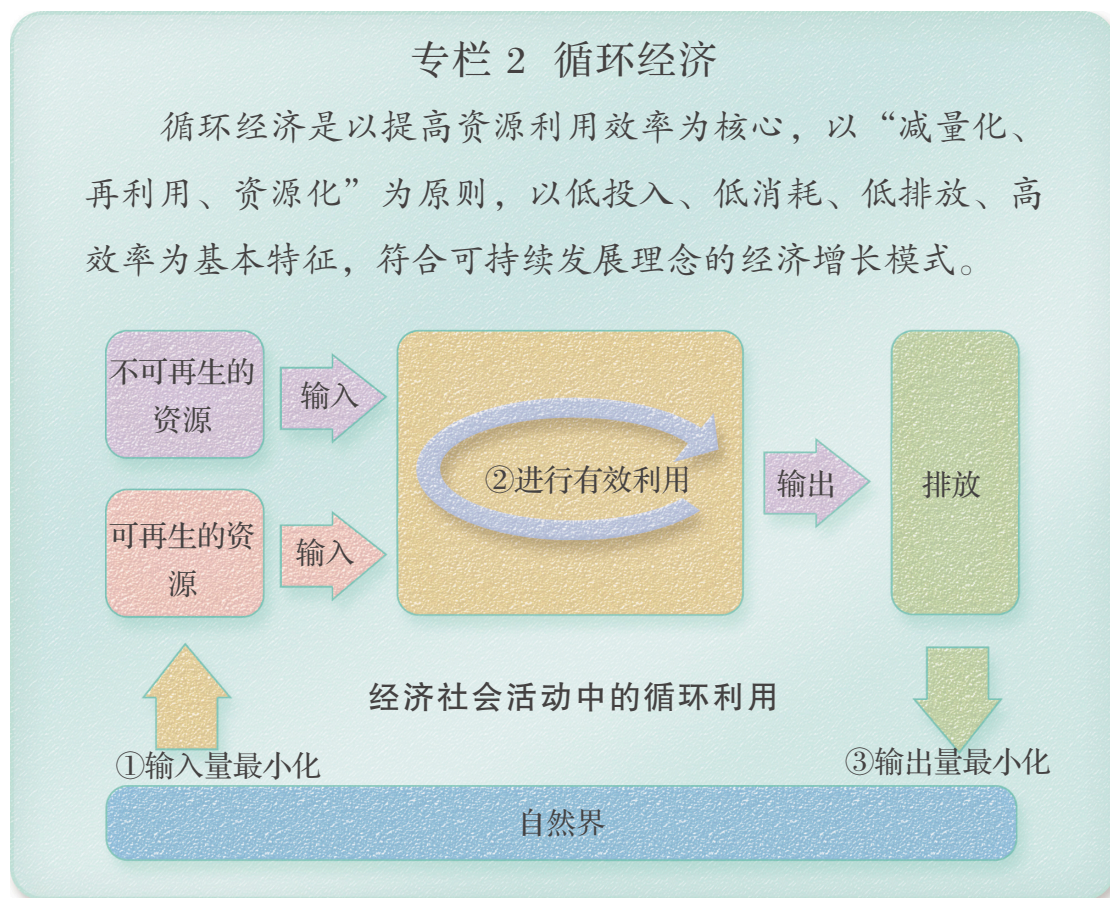 专栏 2 循环经济
循环经济是以提高资源利用效率为核心，以“减量化、
再利用、资源化”为原则，以低投入、低消耗、低排放、高
效率为基本特征，符合可持续发展理念的经济增长模式。
不可再生的
资源
输入
②进行有效利用
输出
排放
可再生的资
源
输入
经济社会活动中的循环利用
①输入量最小化
③输出量最小化
自然界